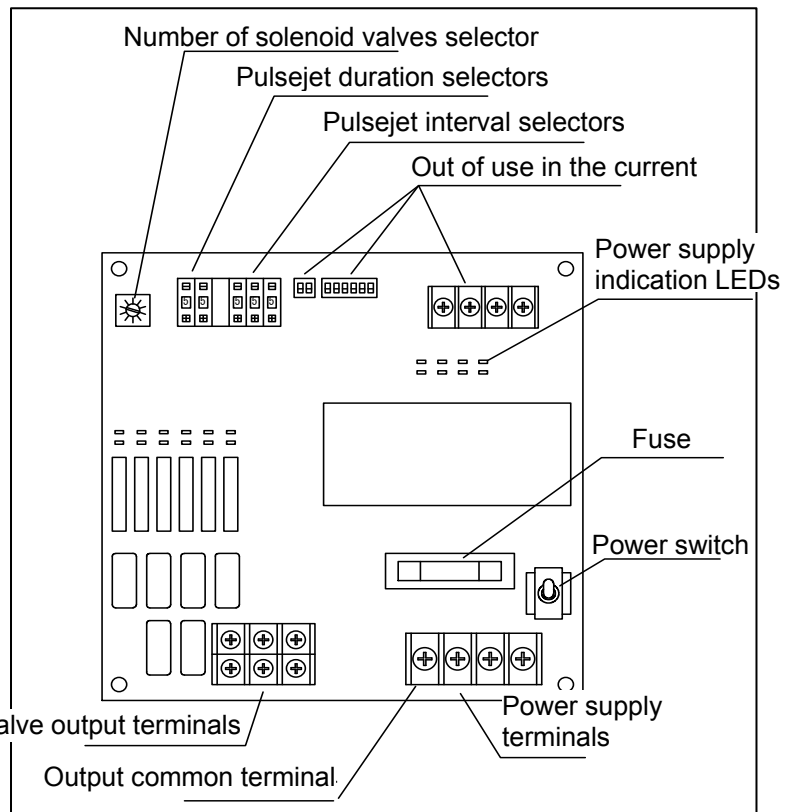 Number of solenoid valves selector
Pulsejet duration selectors
Pulsejet interval selectors
Out of use in the current
Power supply
indication LEDs
Fuse
Power switch
output terminals
Power supply
terminals
Output common terminal